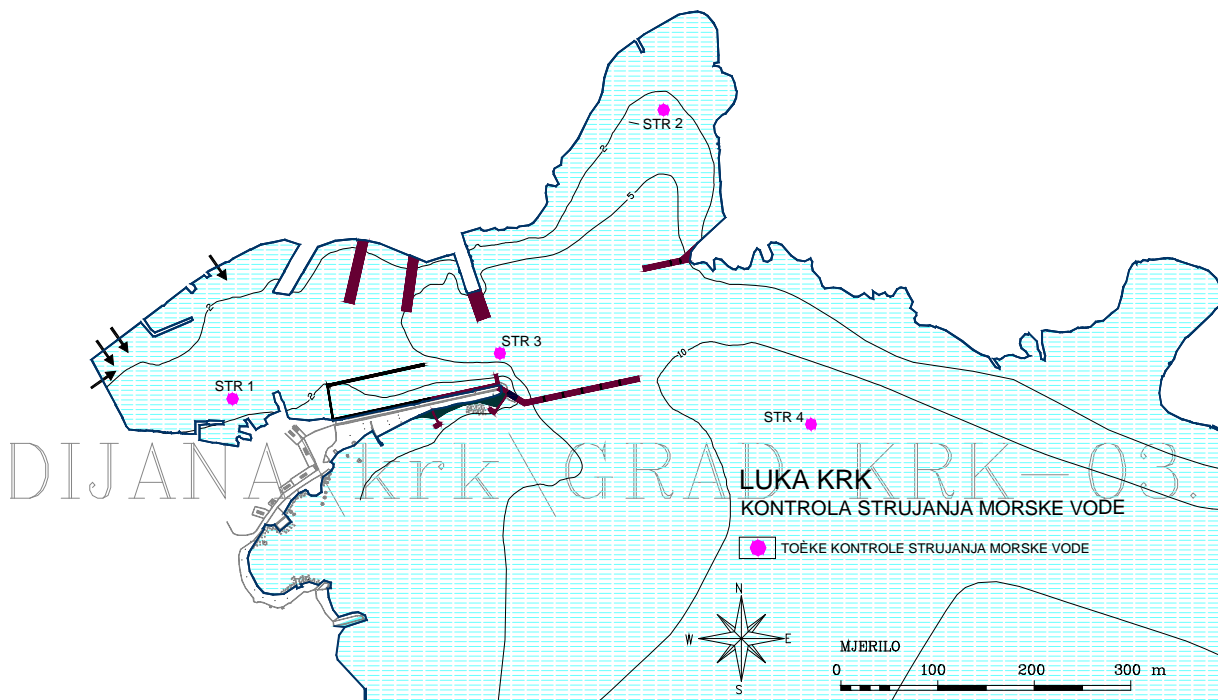 2
STR 2
5
2
STR 3
10
STR 1
2
STR 4
DIJANA\krk\GRAD KRK-03.
LUKA KRK
KONTROLA STRUJANJA MORSKE VODE
TOÈKE KONTROLE STRUJANJA MORSKE VODE
N
W E
S
MJERILO
0 100 200 300 m